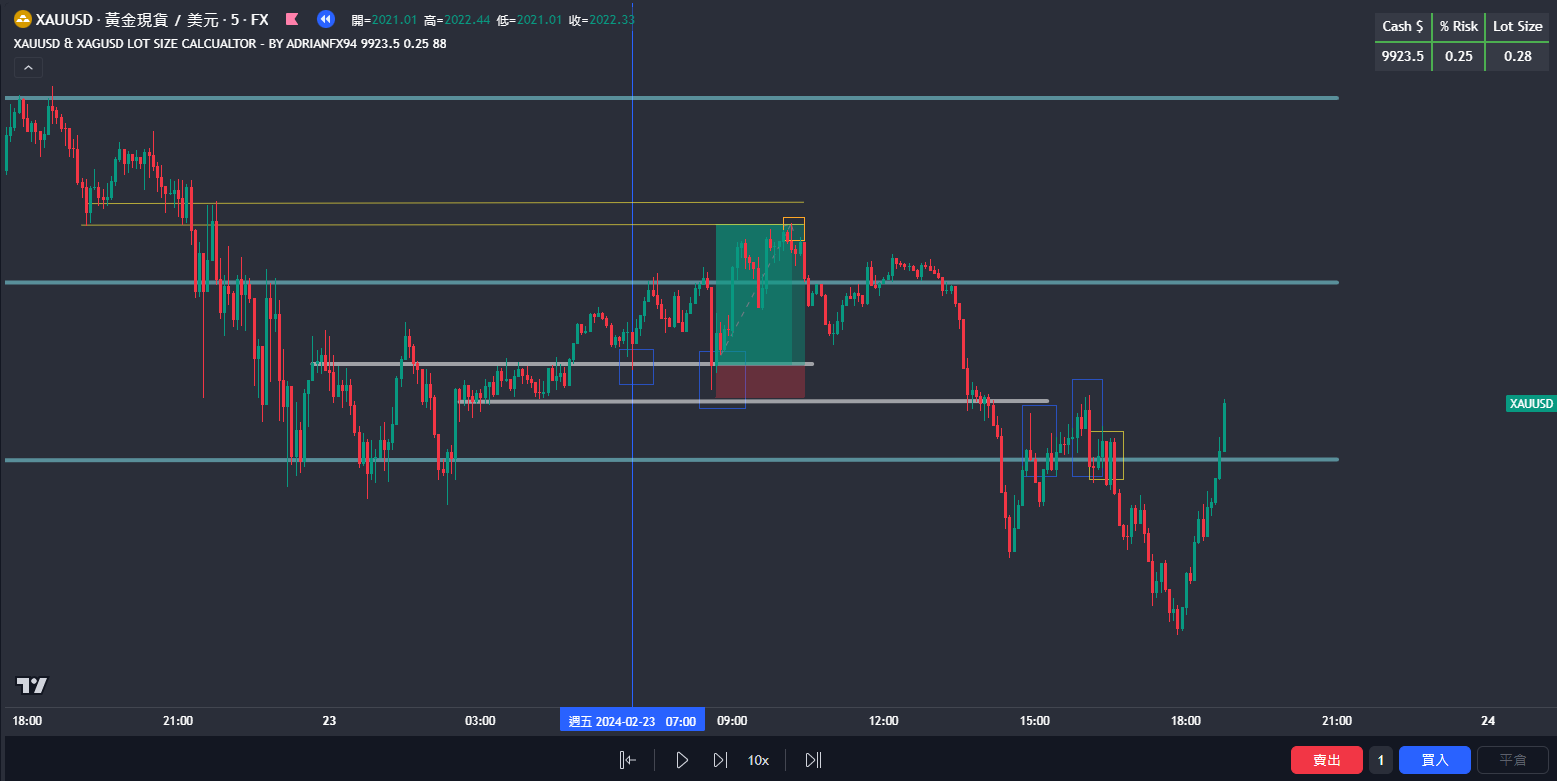 XAUUSD · 黃金現貨 / 美元 · 5 · FX 開=2021.01 高=2022.44 低=2021.01 收=2022.33
XAUUSD & XAGUSD LOT SIZE CALCUALTOR - BY ADRIANFX94 9923.5 0.25 88
Cash $ % Risk Lot Size
9923.5 0.25 0.28
XAUUSD
18:00 21:00 23 03:00 週五 2024-02-23 07:00 09:00 12:00 15:00 18:00 21:00 24
10x 賣出 1 買入 平倉